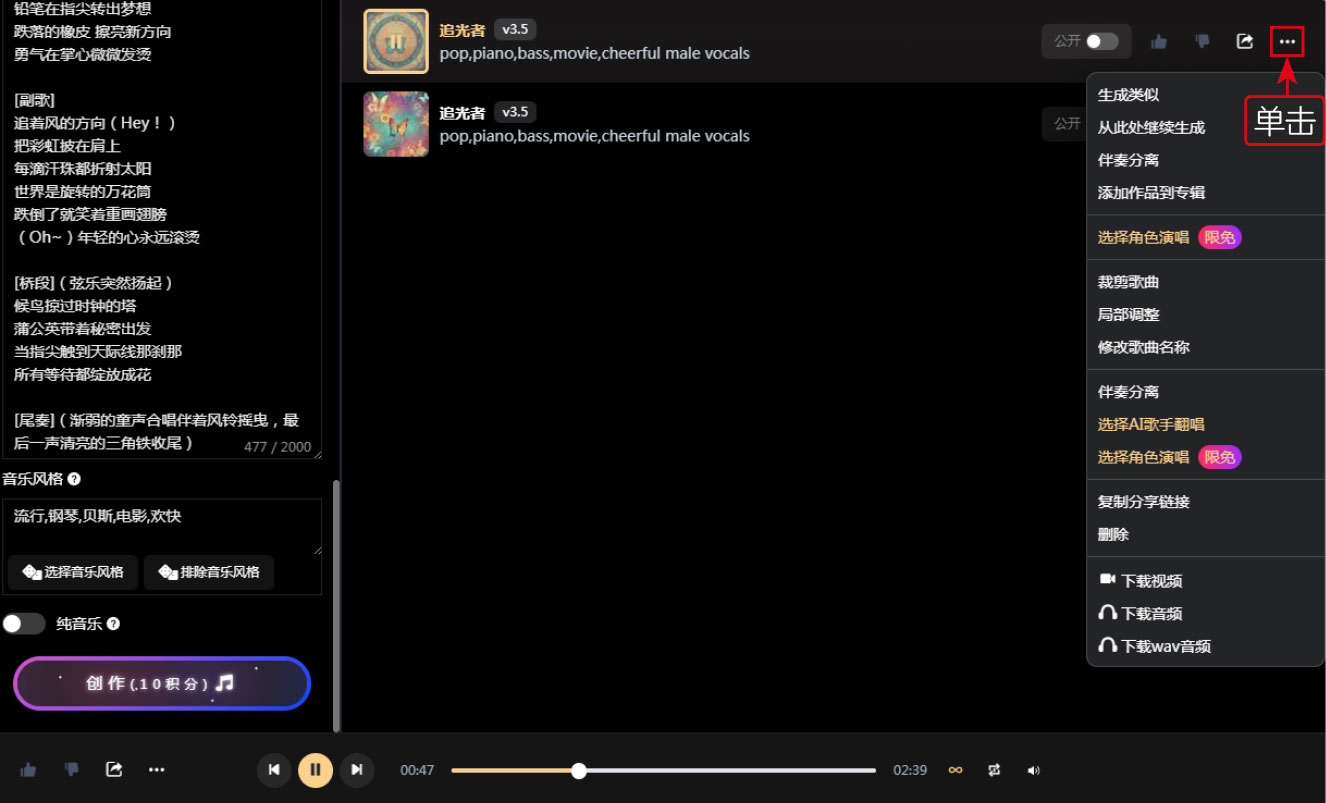 铅笔在指尖转出梦想
跌落的橡皮 擦亮新方向
勇气在掌心微微发烫
[副歌]
追着风的方向（Hey！）
把彩虹披在肩上
每滴汗珠都折射太阳
世界是旋转的万花筒
跌倒了就笑着重画翅膀
（Oh~）年轻的心永远滚烫
[桥段]（弦乐突然扬起）
候鸟掠过时钟的塔
蒲公英带着秘密出发
当指尖触到天际线那刹那
所有等待都绽放成花
[尾奏]（渐弱的童声合唱伴着风铃摇曳，最
后一声清亮的三角铁收尾）
477 / 2000
音乐风格
流行,钢琴,贝斯,电影,欢快
选择音乐风格 排除音乐风格
纯音乐
创作(.10积分)
追光者 v3.5
pop,piano,bass,movie,cheerful male vocals
公开
追光者 v3.5
pop,piano,bass,movie,cheerful male vocals
公开
单击
生成类似
从此处继续生成
伴奏分离
添加作品到专辑
选择角色演唱 限免
裁剪歌曲
局部调整
修改歌曲名称
伴奏分离
选择AI歌手翻唱
选择角色演唱 限免
复制分享链接
删除
下载视频
下载音频
下载wav音频
00:47 02:39